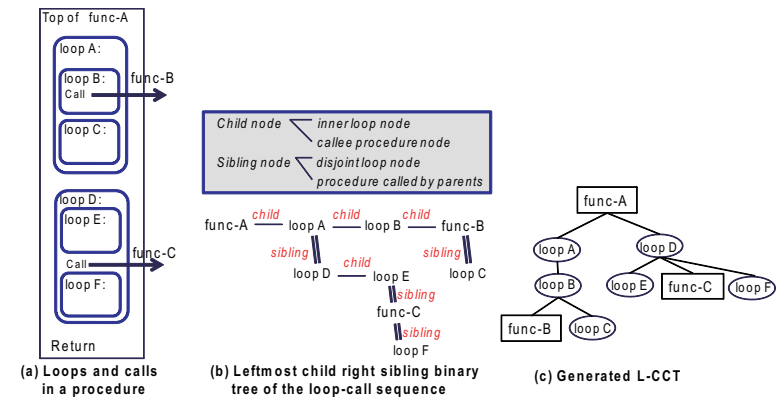 Top of func-A
loop A:
loop B:
func-B
Call
loop C:
loop D:
loop E:
func-C
Call
loop F:
Return
(a) Loops and calls
in a procedure
Child node
inner loop node
callee procedure node
Sibling node
disjoint loop node
procedure called by parents
func-A child loop A child loop B child func-B
sibling sibling
loop D child loop E loop C
sibling
func-C
sibling
loop F
(b) Leftmost child right sibling binary
tree of the loop-call sequence
func-A
loop A loop D
loop B loop E func-C loop F
func-B loop C
(c) Generated L-CCT